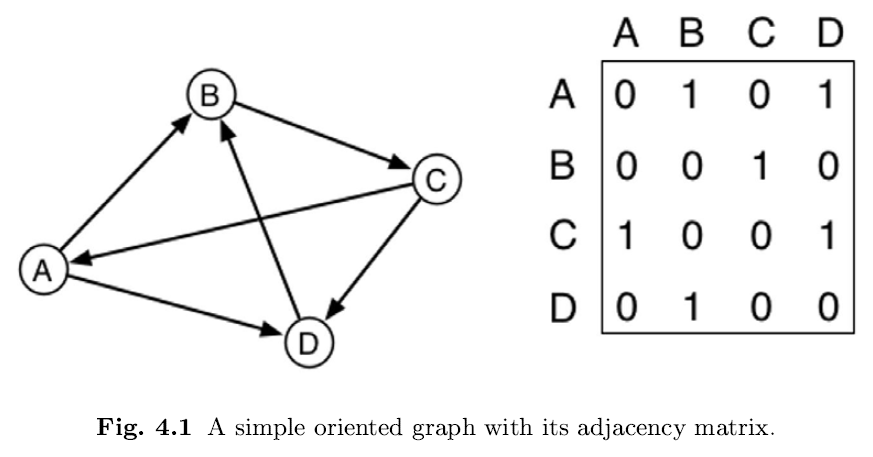 B
C
A
D
A B C D
A 0 1 0 1
B 0 0 1 0
C 1 0 0 1
D 0 1 0 0
Fig. 4.1 A simple oriented graph with its adjacency matrix.